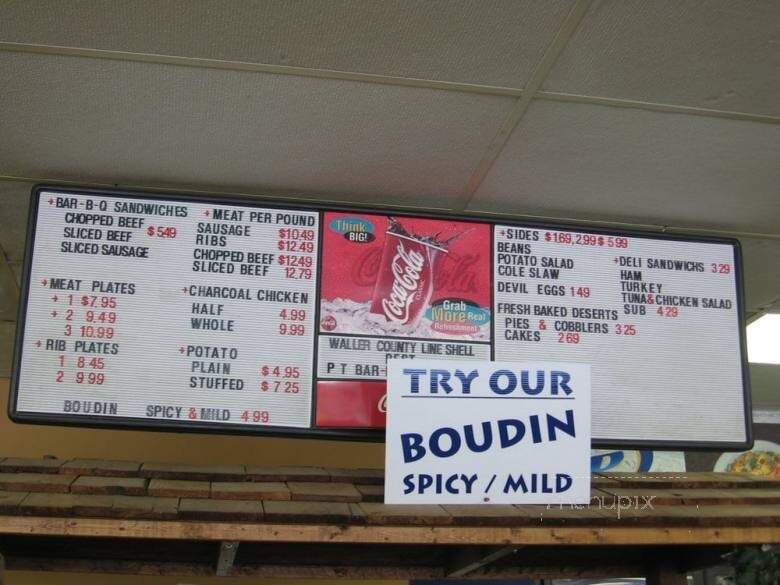 + BAR-B-Q SANDWICHES
CHOPPED BEEF
SLICED BEEF $ 5 49
SLICED SAUSAGE
+ MEAT PLATES
+ 1 $7.95
+ 2 9.49
3 10.99
+ RIB PLATES
1 8 45
2 9 99
BOUDIN SPICY & MILD 4 99
+ MEAT PER POUND
SAUSAGE $10.49
RIBS $12.49
CHOPPED BEEF $1249
SLICED BEEF 12.79
+ CHARCOAL CHICKEN
HALF 4.99
WHOLE 9.99
+ POTATO
PLAIN $ 4 95
STUFFED $ 7 25
Think
BIG!
Coca-Cola
CLASSIC
Grab
More Real
Refreshment
WALLER COUNTY LINE SHELL
P T BAR-
+ SIDES $169, 2.99 $ 5 99
BEANS
POTATO SALAD
COLE SLAW
DEVIL EGGS 1 49
FRESH BAKED DESERTS
PIES & COBBLERS 3 25
CAKES 2 69
+ DELI SANDWICHS 3 29
HAM
TURKEY
TUNA & CHICKEN SALAD
SUB 4 29
TRY OUR
BOUDIN
SPICY / MILD
menupix